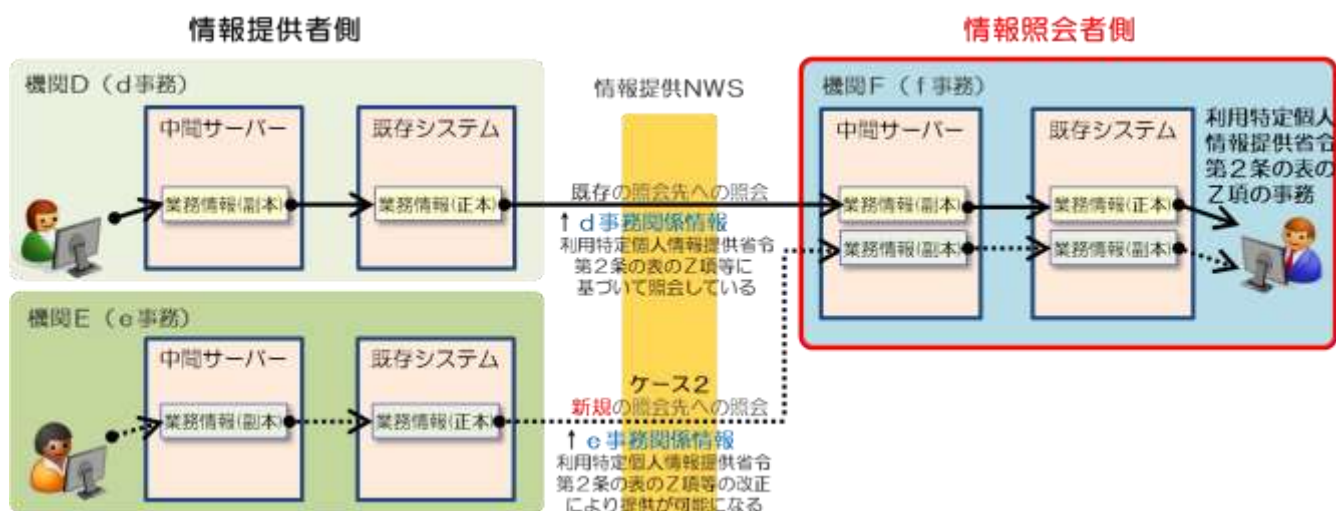 情報提供者側
情報照会者側
機関D（d事務）
中間サーバー
既存システム
業務情報(副本)
業務情報(正本)
情報提供NWS
既存の照会先への照会
↑ d事務関係情報
利用特定個人情報提供省令
第２条の表のZ項等に
基づいて照会している
機関F（f事務）
中間サーバー
既存システム
業務情報(副本)
業務情報(正本)
業務情報(副本)
業務情報(副本)
利用特定個人
情報提供省令
第２条の表の
Z項の事務
機関E（e事務）
中間サーバー
既存システム
業務情報(副本)
業務情報(正本)
ケース2
新規の照会先への照会
↑ e事務関係情報
利用特定個人情報提供省令
第２条の表のZ項等の改正
により提供が可能になる